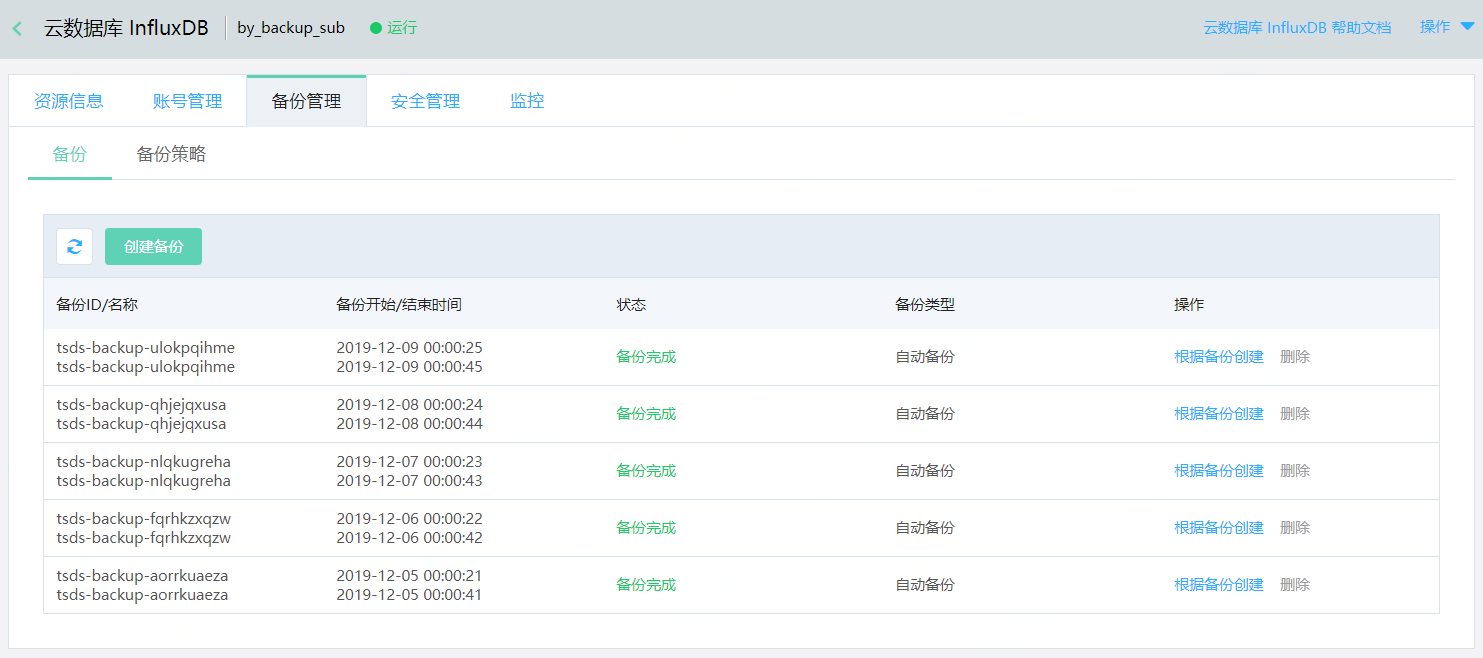 云数据库 InfluxDB by_backup_sub 运行 云数据库 InfluxDB 帮助文档 操作
资源信息 账号管理 备份管理 安全管理 监控
备份 备份策略
创建备份
备份ID/名称 备份开始/结束时间 状态 备份类型 操作
tsds-backup-ulokpqihme 2019-12-09 00:00:25
tsds-backup-ulokpqihme 2019-12-09 00:00:45
备份完成 自动备份 根据备份创建 删除
tsds-backup-qhjejqxusa 2019-12-08 00:00:24
tsds-backup-qhjejqxusa 2019-12-08 00:00:44
备份完成 自动备份 根据备份创建 删除
tsds-backup-nlqkugreha 2019-12-07 00:00:23
tsds-backup-nlqkugreha 2019-12-07 00:00:43
备份完成 自动备份 根据备份创建 删除
tsds-backup-fqrhkzxqzw 2019-12-06 00:00:22
tsds-backup-fqrhkzxqzw 2019-12-06 00:00:42
备份完成 自动备份 根据备份创建 删除
tsds-backup-aorrkuaeza 2019-12-05 00:00:21
tsds-backup-aorrkuaeza 2019-12-05 00:00:41
备份完成 自动备份 根据备份创建 删除